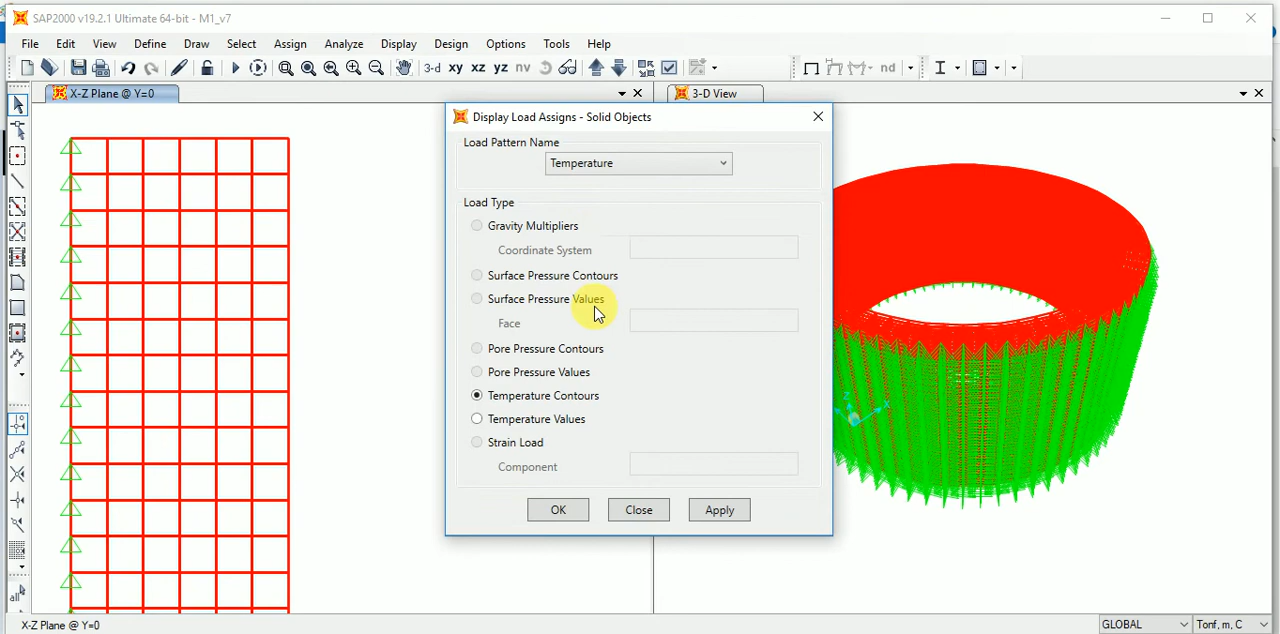 SAP2000 v19.2.1 Ultimate 64-bit - M1_v7
File Edit View Define Draw Select Assign Analyze Display Design Options Tools Help
3-d xy xz yz nv nd
X-Z Plane @ Y=0
3-D View
Display Load Assigns - Solid Objects
Load Pattern Name
Temperature
Load Type
Gravity Multipliers
Coordinate System
Surface Pressure Contours
Surface Pressure Values
Face
Pore Pressure Contours
Pore Pressure Values
Temperature Contours
Temperature Values
Strain Load
Component
OK Close Apply
Z
X
X-Z Plane @ Y=0
GLOBAL
Tonf, m, C